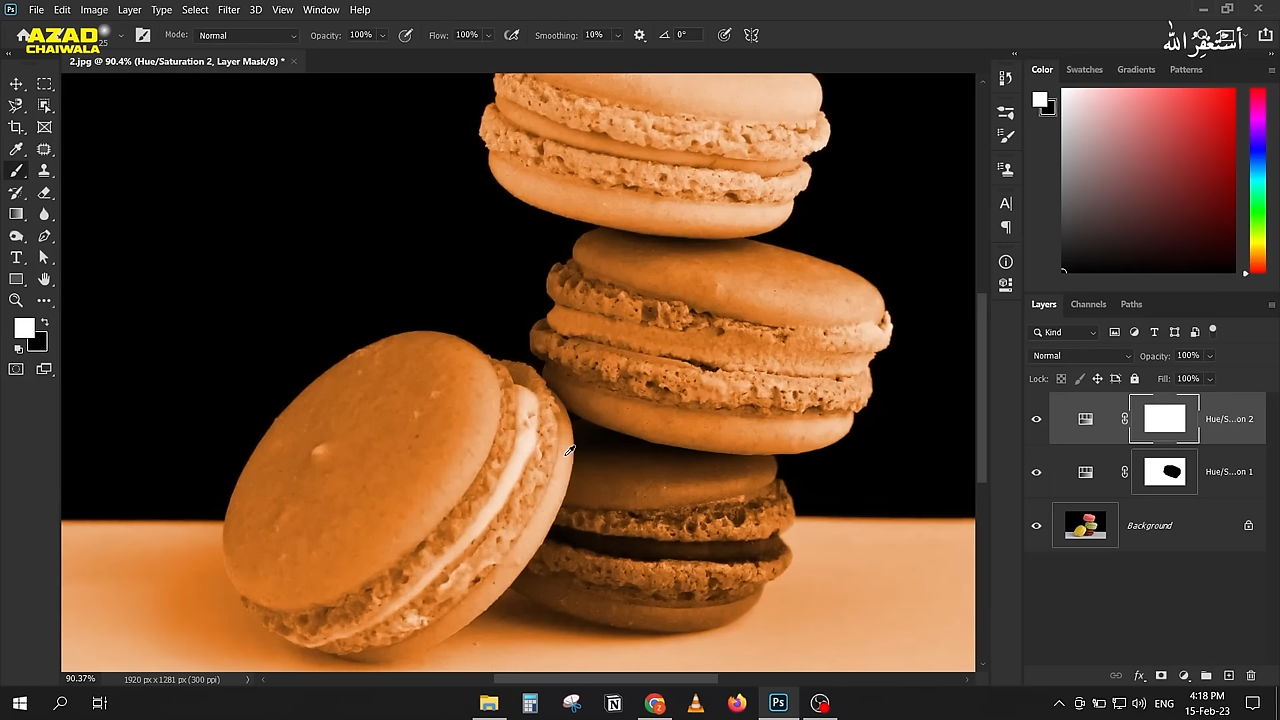 File Edit Image Layer Type Select Filter 3D View Window Help
AZAD
CHAIWALA
25
Mode: Normal Opacity: 100% Flow: 100% Smoothing: 10% 0°
أستغفر الله
2.jpg @ 90.4% (Hue/Saturation 2, Layer Mask/8) *
Color Swatches Gradients Patterns
Layers Channels Paths
Kind
Normal Opacity: 100%
Lock: Fill: 100%
Hue/S...on 2
Hue/S...on 1
Background
90.37% 1920 px x 1281 px (300 ppi)
ENG
4:18 PM
15-Feb-23